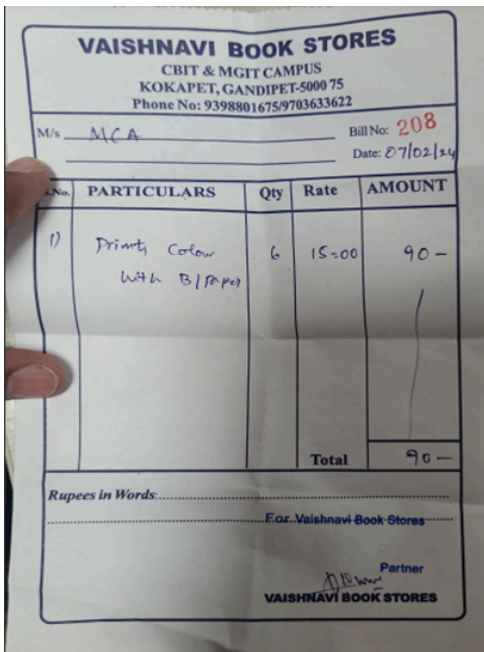 VAISHNAVI BOOK STORES
CBIT & MGIT CAMPUS
KOKAPET, GANDIPET-5000 75
Phone No: 9398801675/9703633622
M/s MCA Bill No: 208
Date: 07/02/24
.No. PARTICULARS Qty Rate AMOUNT
1) Prints Colour 6 15=00 90-
with B/Paper
Total 90-
Rupees in Words
For Vaishnavi Book Stores
Partner
VAISHNAVI BOOK STORES